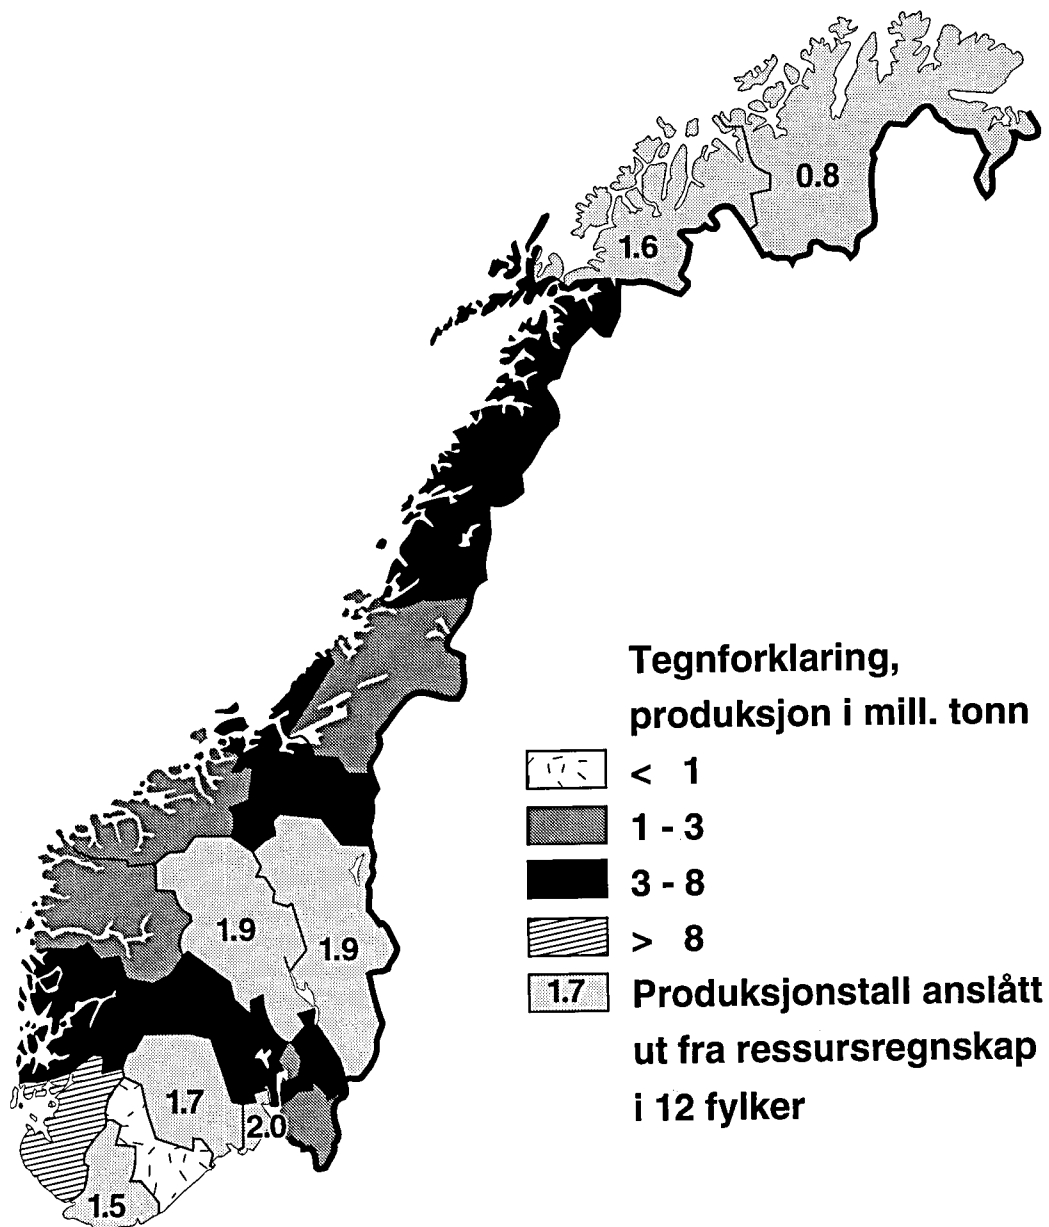 0.8
1.6
Tegnforklaring,
produksjon i mill. tonn
< 1
1 - 3
3 - 8
> 8
1.7 Produksjonstall anslått
ut fra ressursregnskap
i 12 fylker
1.9
1.9
1.7
2.0
1.5